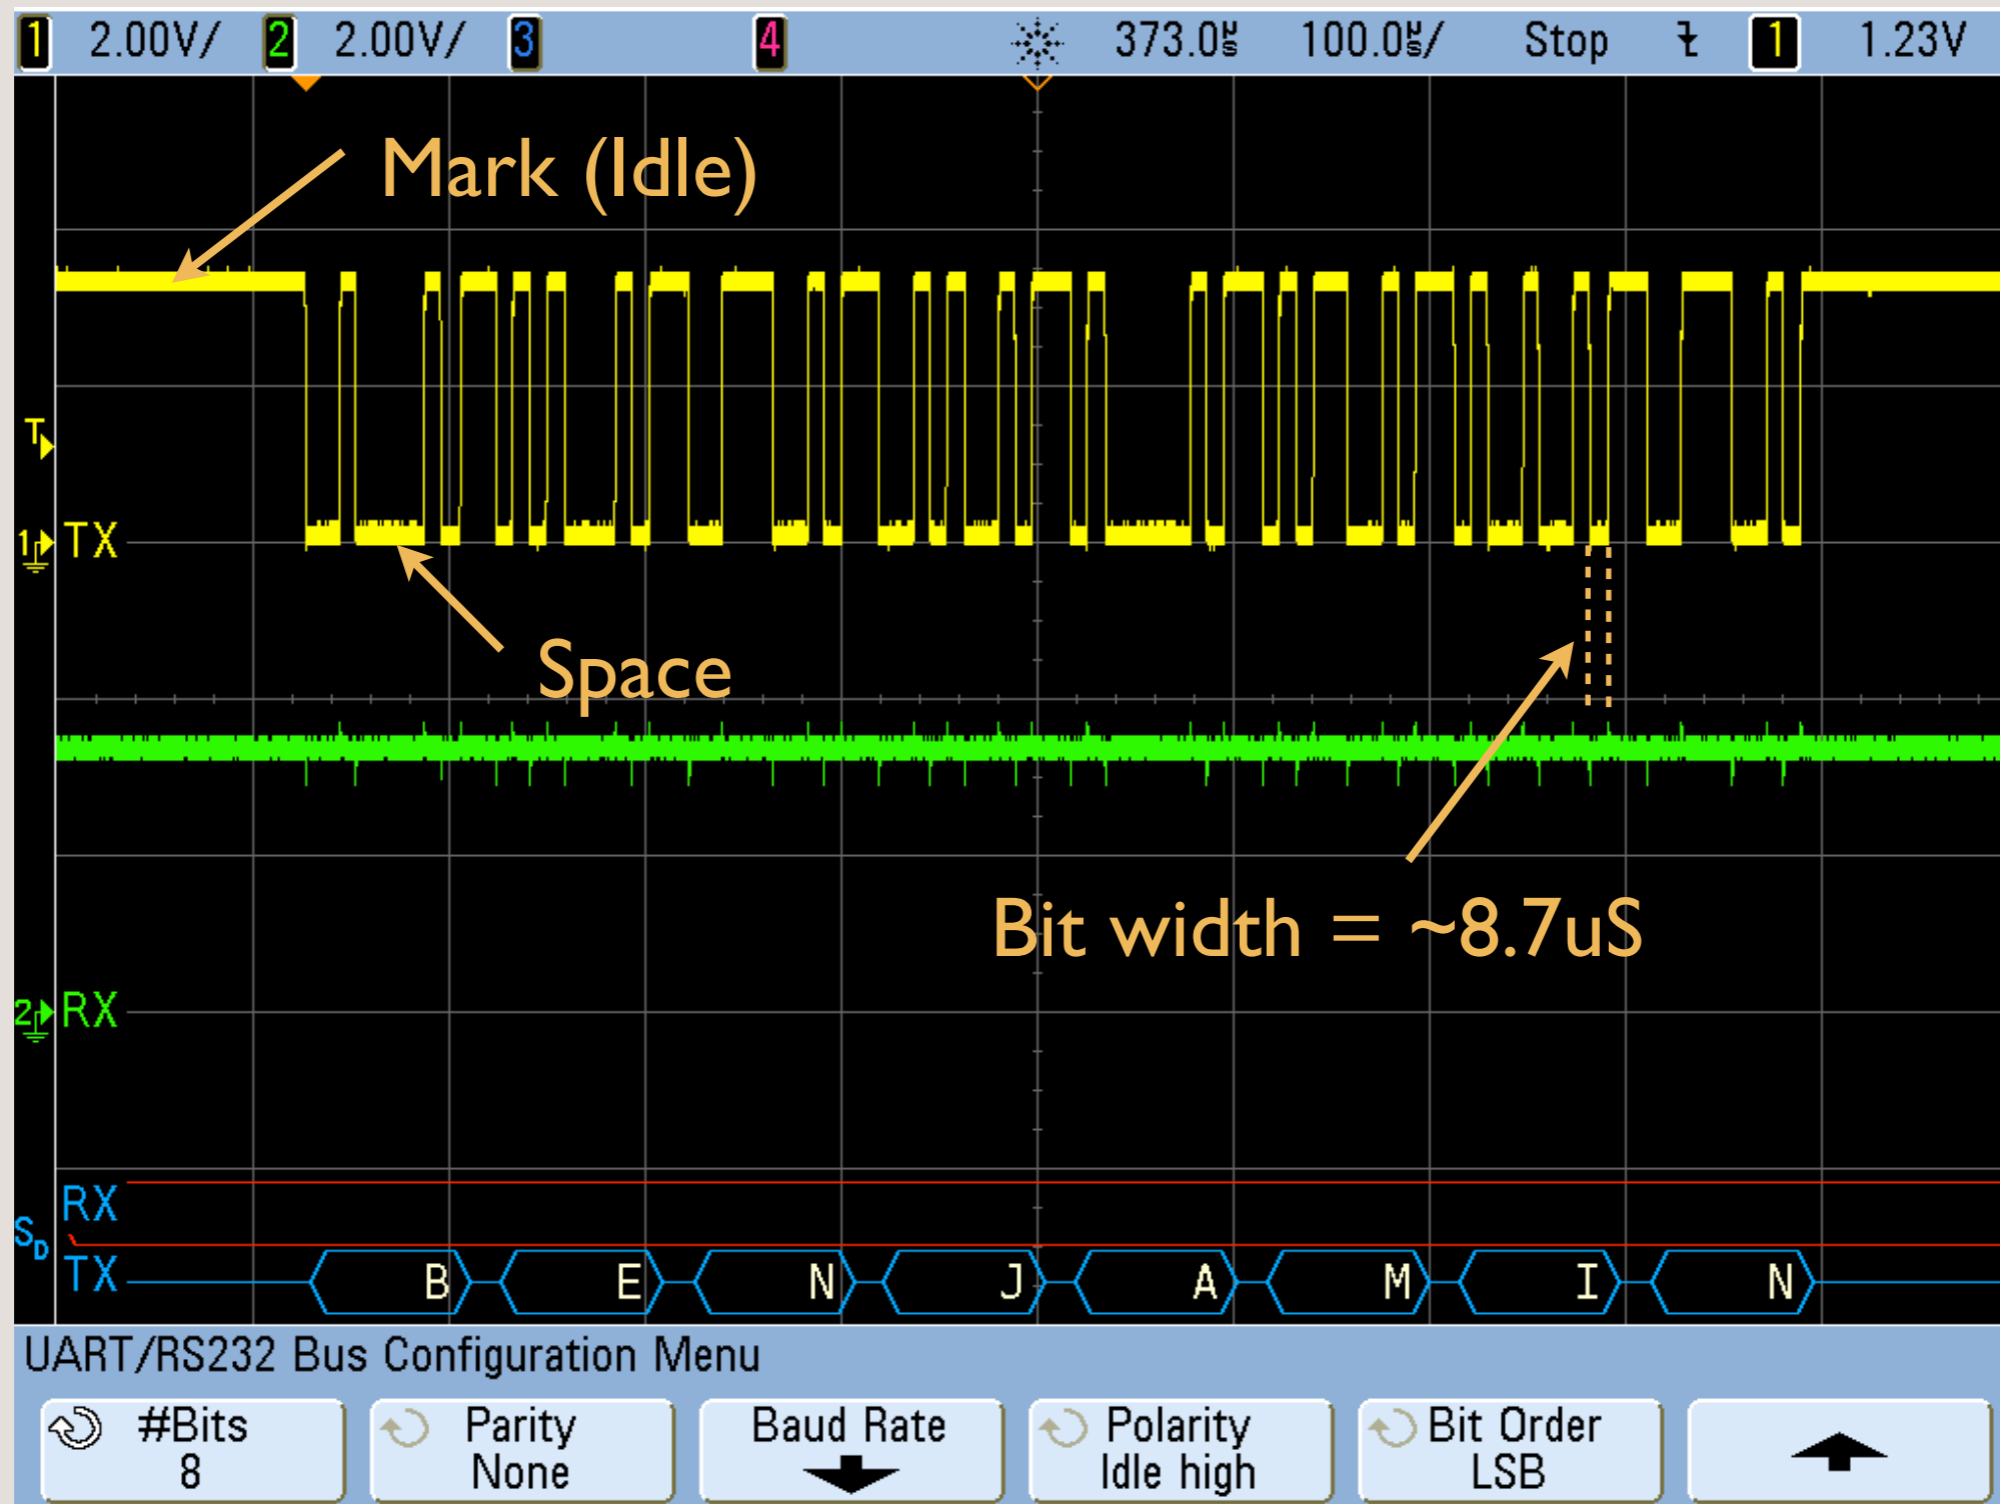 1 2.00V/ 2 2.00V/ 3 4 373.0µs 100.0µs/ Stop 1 1.23V
Mark (Idle)
T
1 TX
Space
Bit width = ~8.7uS
2 RX
RX
SD
TX B E N J A M I N
UART/RS232 Bus Configuration Menu
#Bits Parity Baud Rate Polarity Bit Order
8 None Idle high LSB